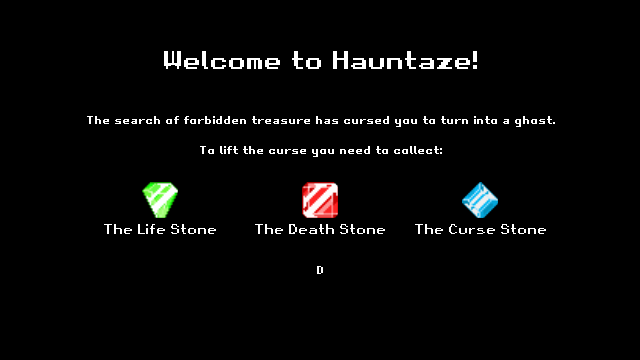 Welcome to Hauntaze!
The search of forbidden treasure has cursed you to turn into a ghost.
To lift the curse you need to collect:
The Life Stone
The Death Stone
The Curse Stone
D